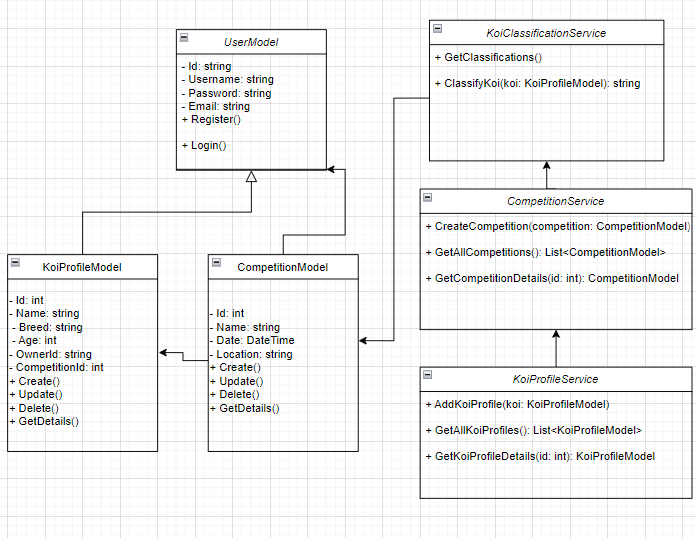 UserModel
- Id: string
- Username: string
- Password: string
- Email: string
+ Register()
+ Login()
KoiClassificationService
+ GetClassifications()
+ ClassifyKoi(koi: KoiProfileModel): string
CompetitionService
+ CreateCompetition(competition: CompetitionModel)
+ GetAllCompetitions(): List<CompetitionModel>
+ GetCompetitionDetails(id: int): CompetitionModel
KoiProfileModel
- Id: int
- Name: string
- Breed: string
- Age: int
- OwnerId: string
- CompetitionId: int
+ Create()
+ Update()
+ Delete()
+ GetDetails()
CompetitionModel
- Id: int
- Name: string
- Date: DateTime
- Location: string
+ Create()
+ Update()
+ Delete()
+ GetDetails()
KoiProfileService
+ AddKoiProfile(koi: KoiProfileModel)
+ GetAllKoiProfiles(): List<KoiProfileModel>
+ GetKoiProfileDetails(id: int): KoiProfileModel